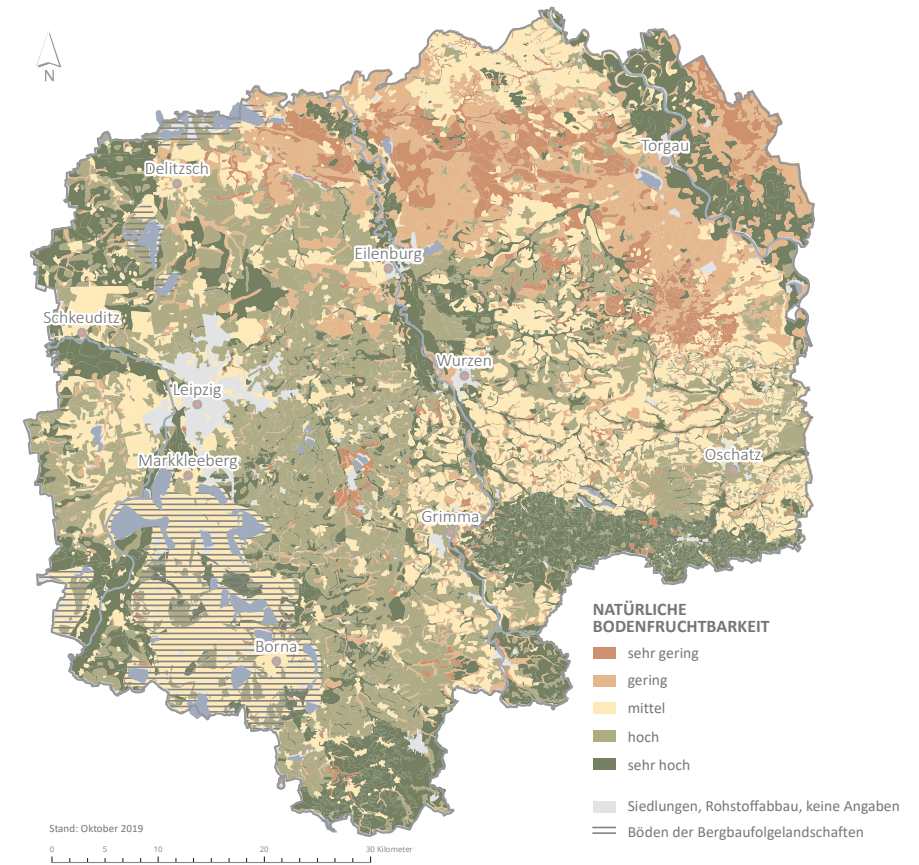 N
Torgau
Delitzsch
Eilenburg
Schkeuditz
Wurzen
Leipzig
Oschatz
Markkleeberg
Grimma
Borna
NATÜRLICHE
BODENFRUCHTBARKEIT
sehr gering
gering
mittel
hoch
sehr hoch
Siedlungen, Rohstoffabbau, keine Angaben
Böden der Bergbaufolgelandschaften
Stand: Oktober 2019
0 5 10 20 30 Kilometer